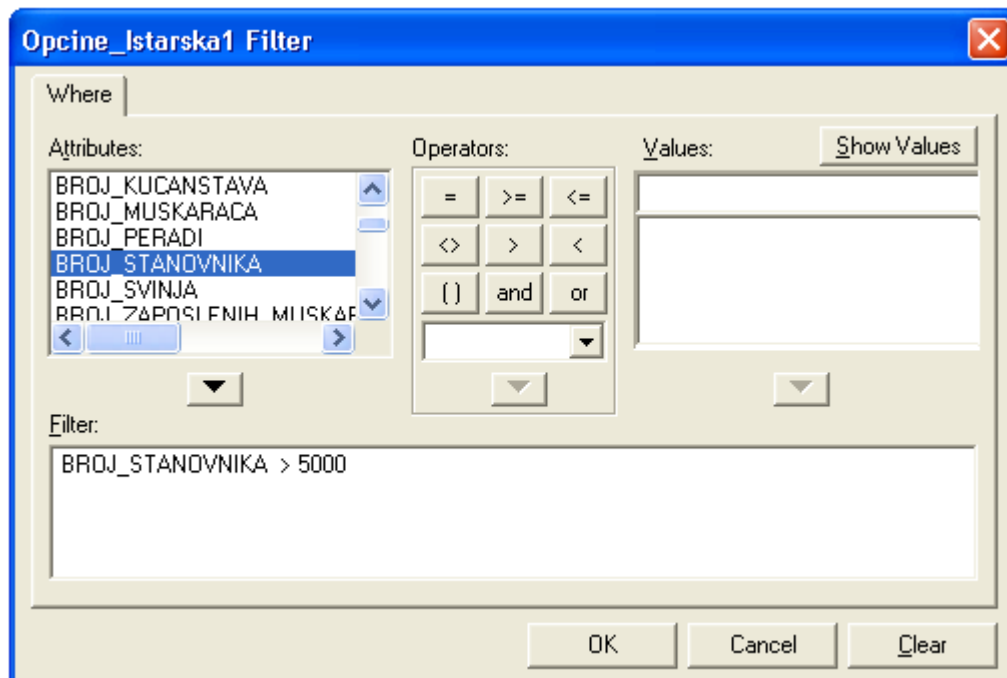 Opcine_Istarska1 Filter
Where
Attributes:
Operators:
Values:
Show Values
BROJ_KUCANSTAVA
BROJ_MUSKARACA
BROJ_PERADI
BROJ_STANOVNIKA
BROJ_SVINJA
BROJ_ZAPOSLENIH_MUSKAR
= >= <=
<> > <
() and or
Filter:
BROJ_STANOVNIKA > 5000
OK
Cancel
Clear